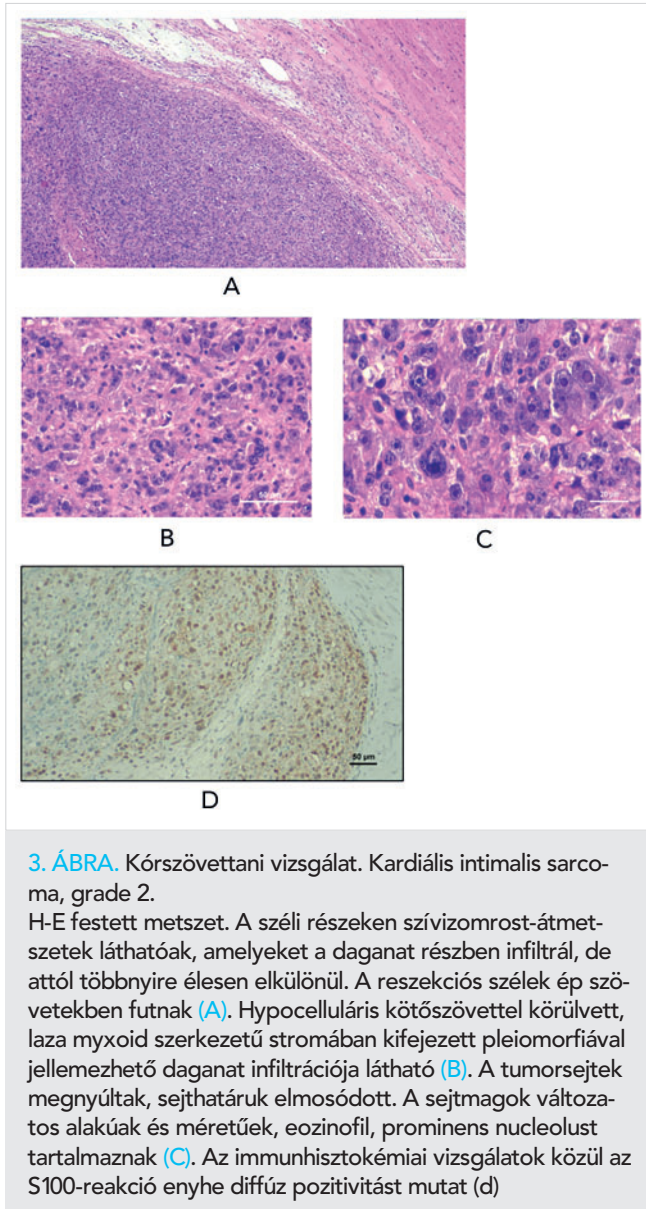 A
B
C
50 µm
D
3. ÁBRA. Kórszövettani vizsgálat. Kardiális intimalis sarco-
ma, grade 2.
H-E festett metszet. A széli részeken szívizomrost-átmet-
szetek láthatóak, amelyeket a daganat részben infiltrál, de
attól többnyire élesen elkülönül. A reszekciós szélek ép szö-
vetekben futnak (A). Hypocelluláris kötőszövettel körülvett,
laza myxoid szerkezetű stromában kifejezett pleiomorfiával
jellemezhető daganat infiltrációja látható (B). A tumorsejtek
megnyúltak, sejthatáruk elmosódott. A sejtmagok változa-
tos alakúak és méretűek, eozinofil, prominens nucleolust
tartalmaznak (C). Az immunhisztokémiai vizsgálatok közül az
S100-reakció enyhe diffúz pozitivitást mutat (d)